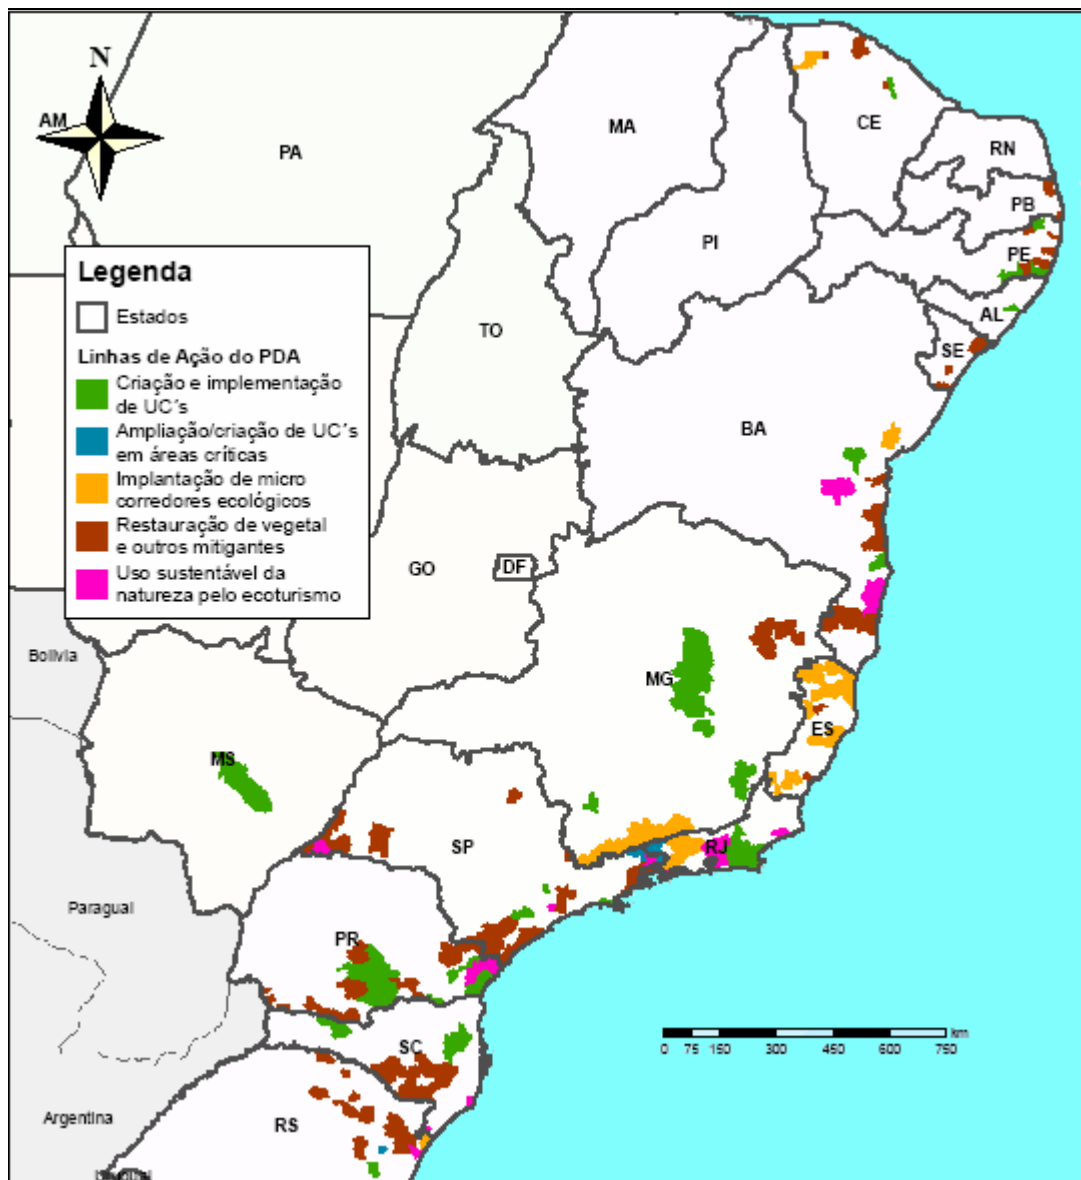 N
AM
PA
MA
CE
RN
PB
PI
PE
AL
Legenda
Estados
TO
SE
Linhas de Ação do PDA
Criação e implementação
de UC´s
Ampliação/criação de UC´s
em áreas críticas
BA
Implantação de micro
corredores ecológicos
Restauração de vegetal
e outros mitigantes
GO
DF
Uso sustentável da
natureza pelo ecoturismo
Bolivia
MG
ES
MS
SP
RJ
Paraguai
PR
km
0 75 150 300 450 600 750
SC
Argentina
RS